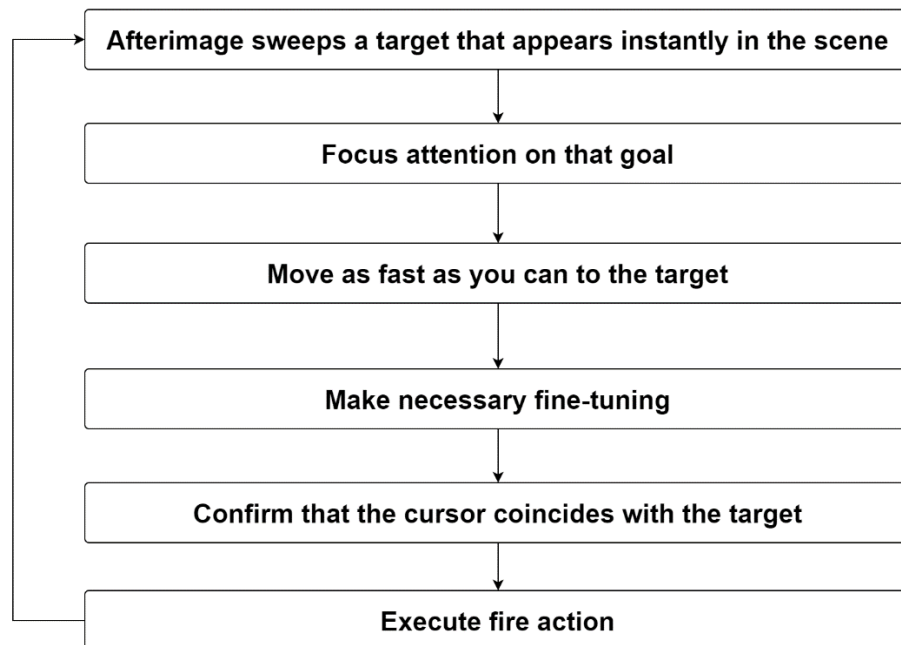 Afterimage sweeps a target that appears instantly in the scene
Focus attention on that goal
Move as fast as you can to the target
Make necessary fine-tuning
Confirm that the cursor coincides with the target
Execute fire action